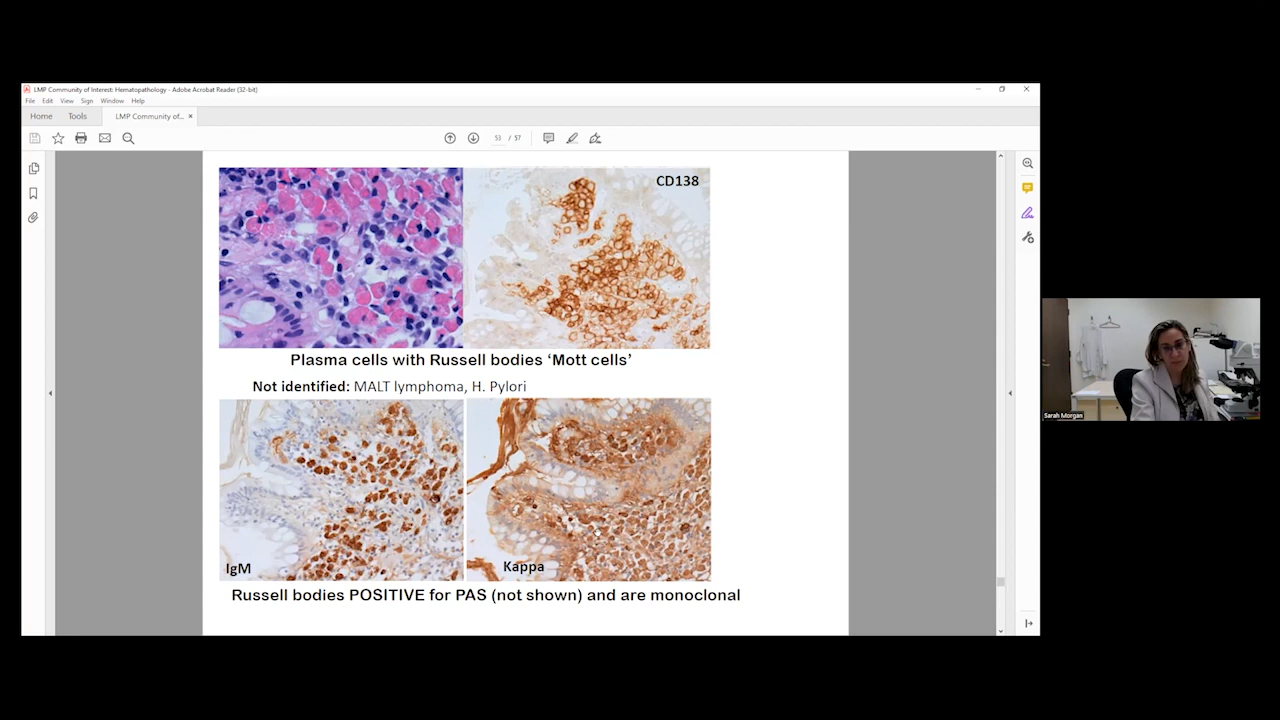 LMP Community of Interest: Hematopathology - Adobe Acrobat Reader (32-bit)
File Edit View Sign Window Help
Home Tools LMP Community of...
53 / 57
CD138
Plasma cells with Russell bodies ‘Mott cells’
Not identified: MALT lymphoma, H. Pylori
IgM
Kappa
Russell bodies POSITIVE for PAS (not shown) and are monoclonal
Sarah Morgan